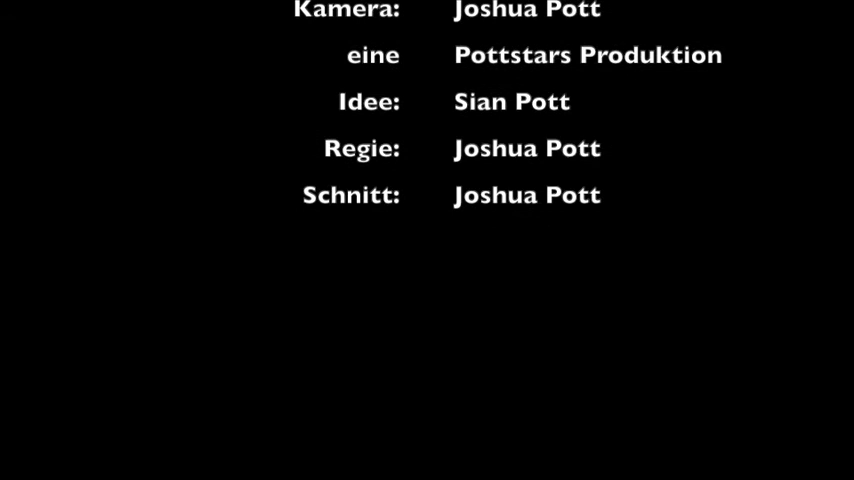 Kamera: Joshua Pott
eine Pottstars Produktion
Idee: Sian Pott
Regie: Joshua Pott
Schnitt: Joshua Pott